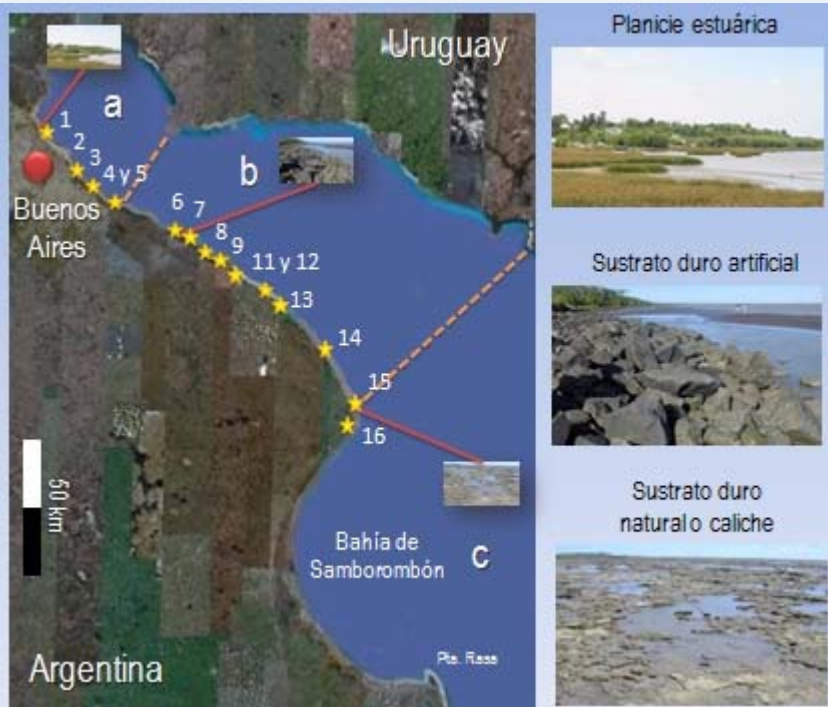 Uruguay
a
1
2
3
4 y 5
Buenos
Aires
b
6
7
8
9
11 y 12
13
14
15
16
50 km
Bahía de
Samborombón
c
Pta. Rasa
Argentina
Planicie estuárica
Sustrato duro artificial
Sustrato duro
natural o caliche